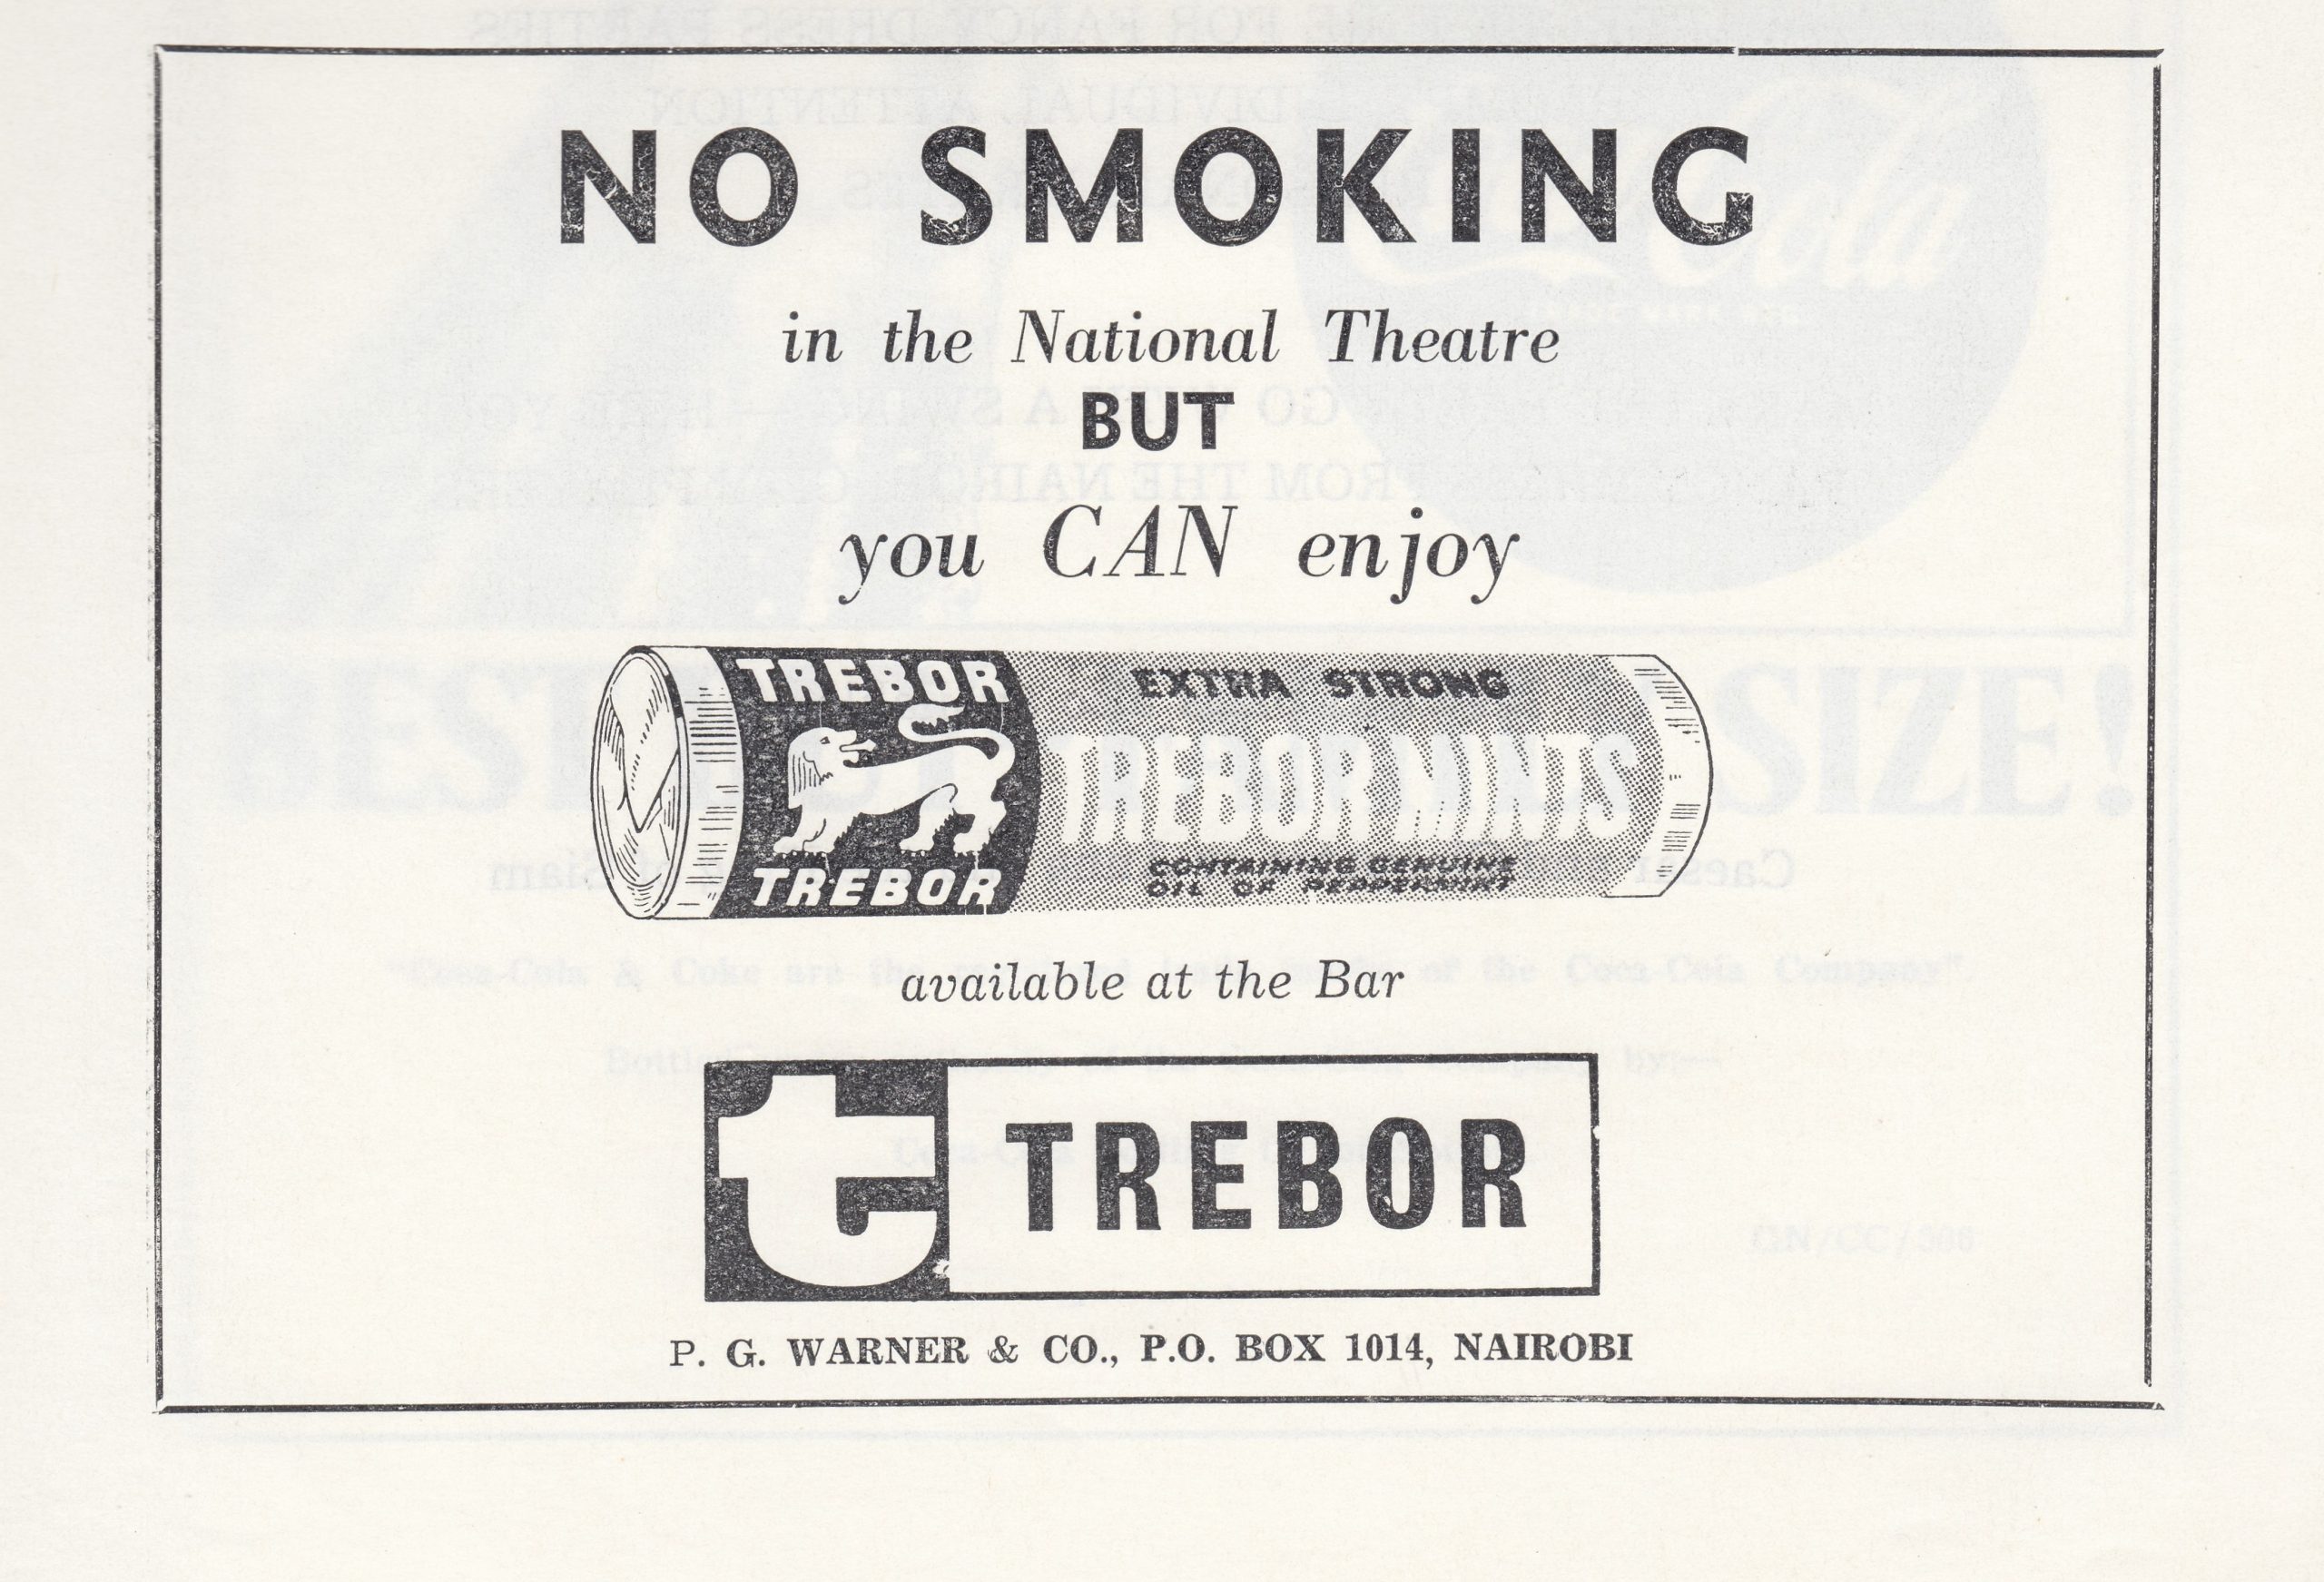 NO SMOKING
in the National Theatre
BUT
you CAN enjoy
TREBOR
EXTRA STRONG
TREBOR MINTS
CONTAINING GENUINE
OIL OF PEPPERMINT
TREBOR
available at the Bar
t TREBOR
P. G. WARNER & CO., P.O. BOX 1014, NAIROBI